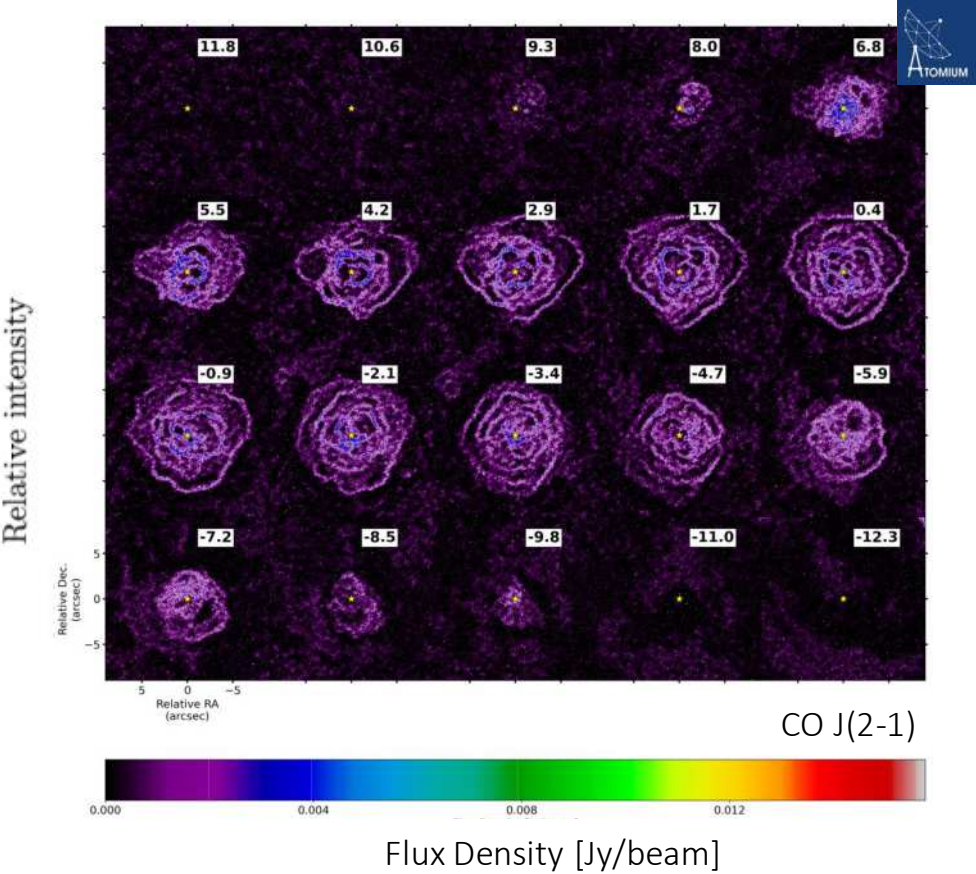 ATOMIUM
11.8 10.6 9.3 8.0 6.8
5.5 4.2 2.9 1.7 0.4
Relative intensity
-0.9 -2.1 -3.4 -4.7 -5.9
-7.2 -8.5 -9.8 -11.0 -12.3
5
0
−5
Relative Dec.
(arcsec)
5 0 −5
Relative RA
(arcsec)
CO J(2-1)
0.000 0.004 0.008 0.012
Flux Density [Jy/beam]